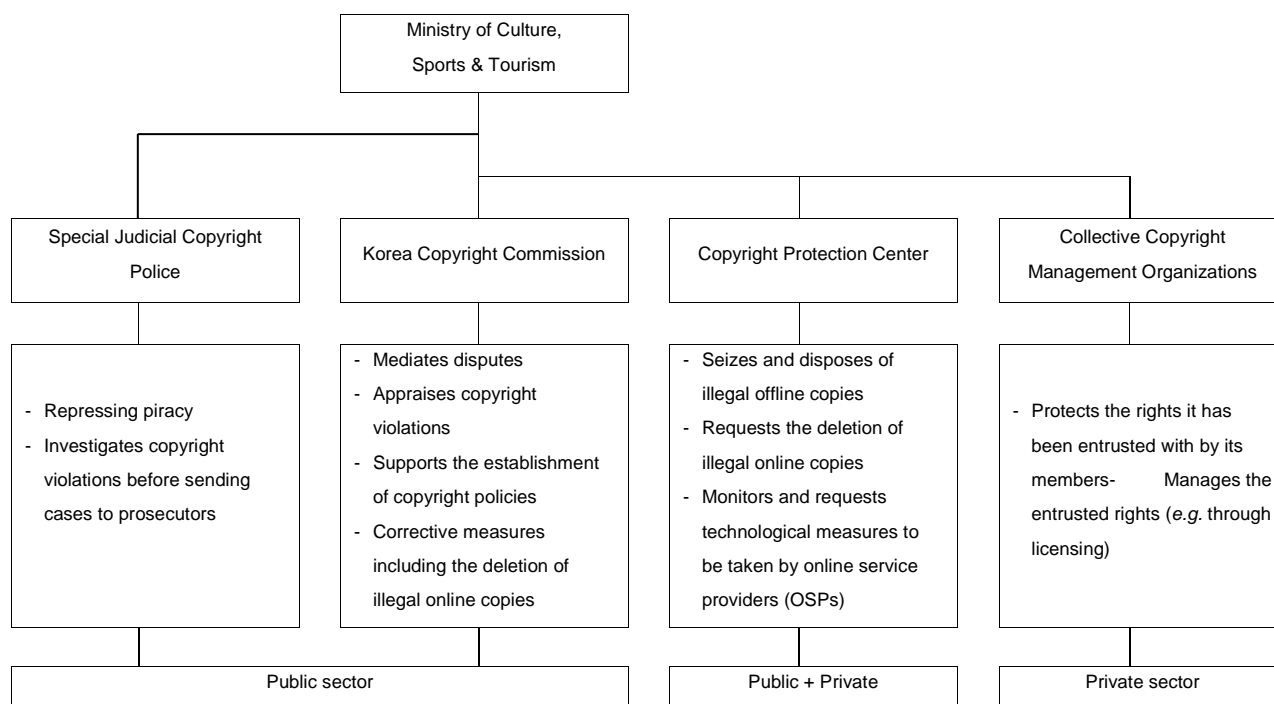 Ministry of Culture,
Sports & Tourism
Special Judicial Copyright
Police
Korea Copyright Commission
Copyright Protection Center
Collective Copyright
Management Organizations
- Repressing piracy
- Investigates copyright
violations before sending
cases to prosecutors
- Mediates disputes
- Appraises copyright
violations
- Supports the establishment
of copyright policies
- Corrective measures
including the deletion of
illegal online copies
- Seizes and disposes of
illegal offline copies
- Requests the deletion of
illegal online copies
- Monitors and requests
technological measures to
be taken by online service
providers (OSPs)
- Protects the rights it has
been entrusted with by its
members- Manages the
entrusted rights (e.g. through
licensing)
Public sector
Public + Private
Private sector